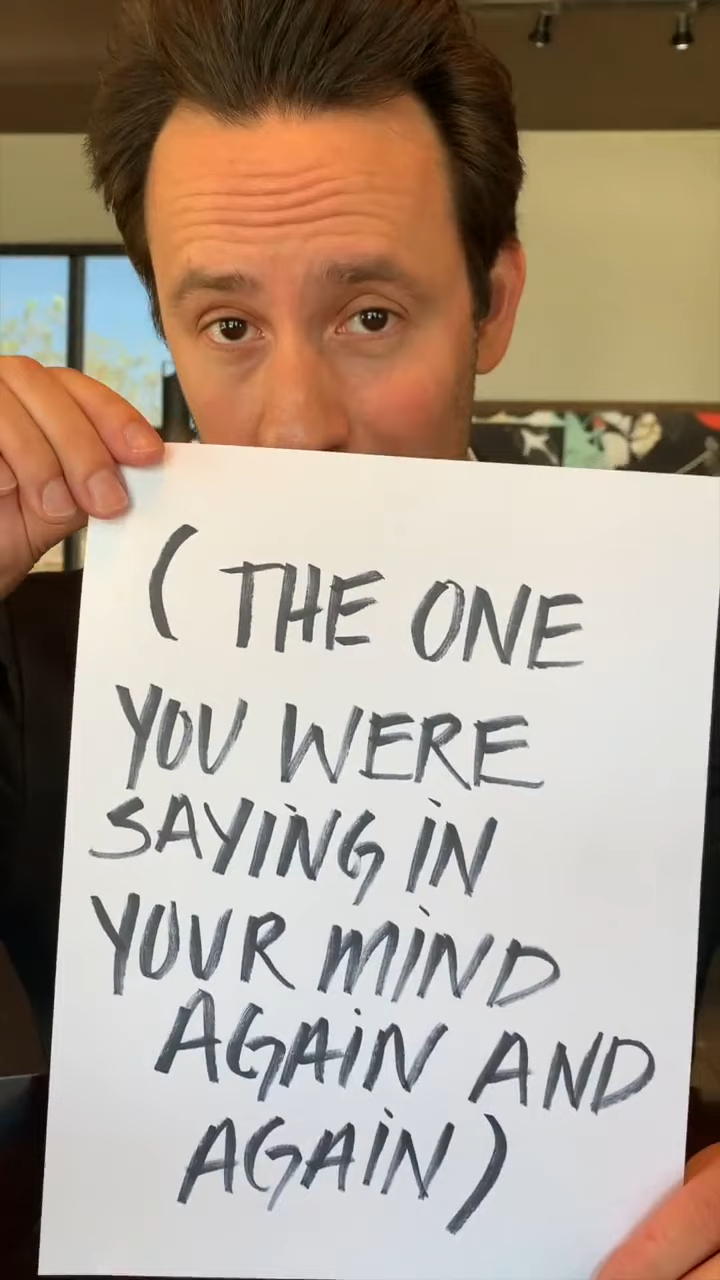 (THE ONE
YOU WERE
SAYING IN
YOUR MIND
AGAIN AND
AGAIN)